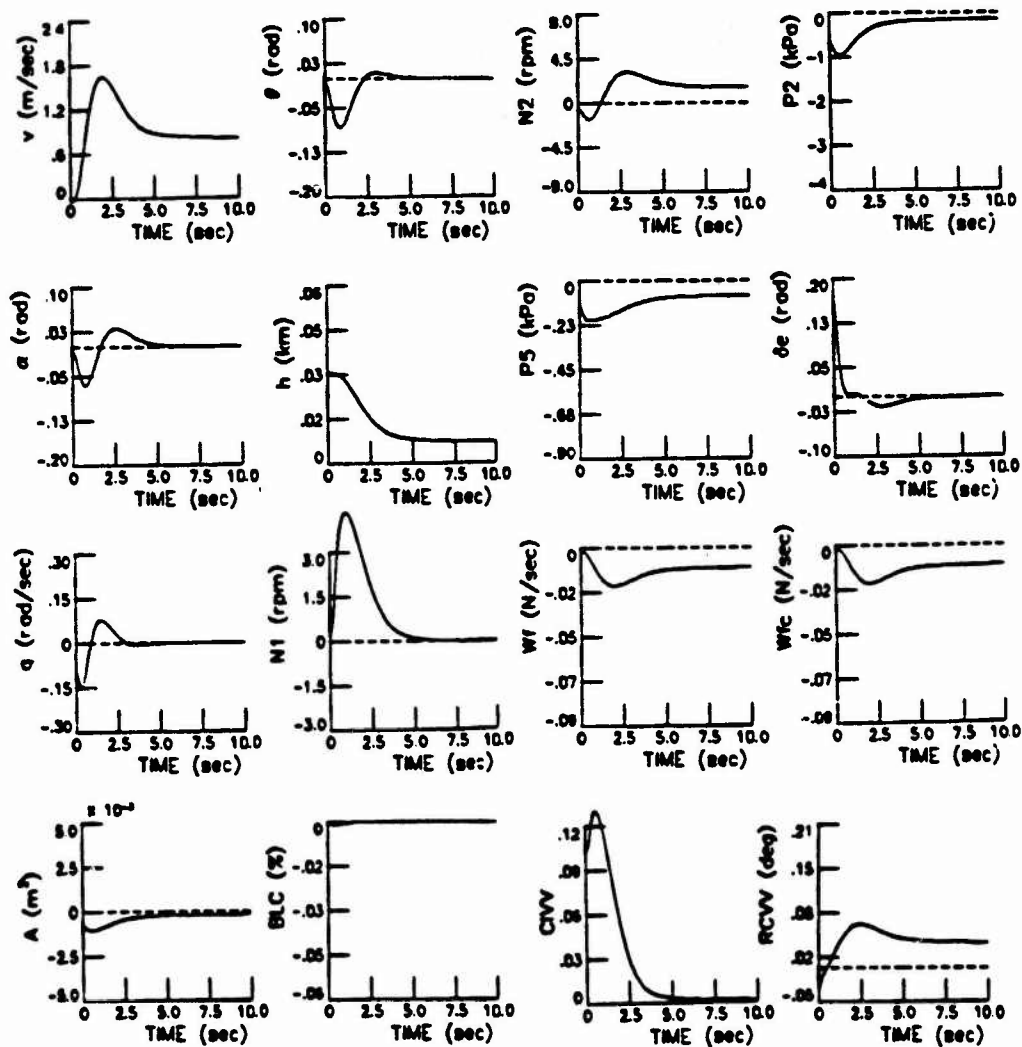 v (m/sec)
2.4
1.8
1.2
.6
0
0 2.5 5.0 7.5 10.0
TIME (sec)
θ (rad)
.10
.03
-.05
-.13
-.20
0 2.5 5.0 7.5 10.0
TIME (sec)
N2 (rpm)
9.0
4.5
0
-4.5
-9.0
0 2.5 5.0 7.5 10.0
TIME (sec)
P2 (kPa)
0
-1
-2
-3
-4
0 2.5 5.0 7.5 10.0
TIME (sec)
α (rad)
.10
.03
-.05
-.13
-.20
0 2.5 5.0 7.5 10.0
TIME (sec)
h (km)
.06
.05
.03
.02
0
0 2.5 5.0 7.5 10.0
TIME (sec)
P5 (kPa)
0
-.23
-.45
-.68
-.90
0 2.5 5.0 7.5 10.0
TIME (sec)
δe (rad)
.20
.13
.05
-.03
-.10
0 2.5 5.0 7.5 10.0
TIME (sec)
q (rad/sec)
.30
.15
0
-.15
-.30
0 2.5 5.0 7.5 10.0
TIME (sec)
N1 (rpm)
3.0
1.5
0
-1.5
-3.0
0 2.5 5.0 7.5 10.0
TIME (sec)
Wf (N/sec)
0
-.02
-.05
-.07
-.09
0 2.5 5.0 7.5 10.0
TIME (sec)
Wfc (N/sec)
0
-.02
-.05
-.07
-.09
0 2.5 5.0 7.5 10.0
TIME (sec)
A (m²)
5.0
2.5
0
-2.5
-5.0
0 2.5 5.0 7.5 10.0
TIME (sec)
BLC (%)
0
-.02
-.03
-.05
-.06
0 2.5 5.0 7.5 10.0
TIME (sec)
CIVV
.12
.09
.06
.03
0
0 2.5 5.0 7.5 10.0
TIME (sec)
RCVV (deg)
.21
.15
.08
.02
-.05
0 2.5 5.0 7.5 10.0
TIME (sec)